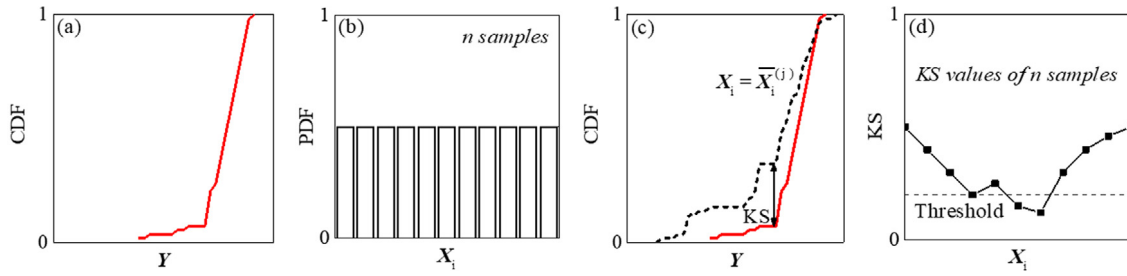 (a)
1
CDF
0
Y
(b)
n samples
1
PDF
0
X_i
(c)
1
X_i = X̅_i^(j)
CDF
KS
0
Y
(d)
1
KS values of n samples
KS
Threshold
0
X_i